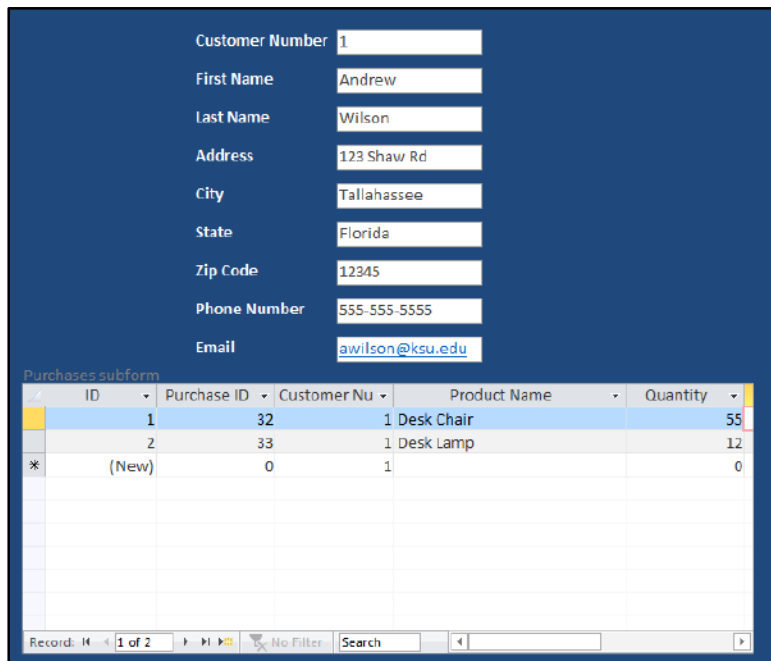 Customer Number 1
First Name Andrew
Last Name Wilson
Address 123 Shaw Rd
City Tallahassee
State Florida
Zip Code 12345
Phone Number 555-555-5555
Email awilson@ksu.edu
Purchases subform
ID Purchase ID Customer Nu Product Name Quantity
1 32 1 Desk Chair 55
2 33 1 Desk Lamp 12
* (New) 0 1 0
Record: 1 of 2 No Filter Search